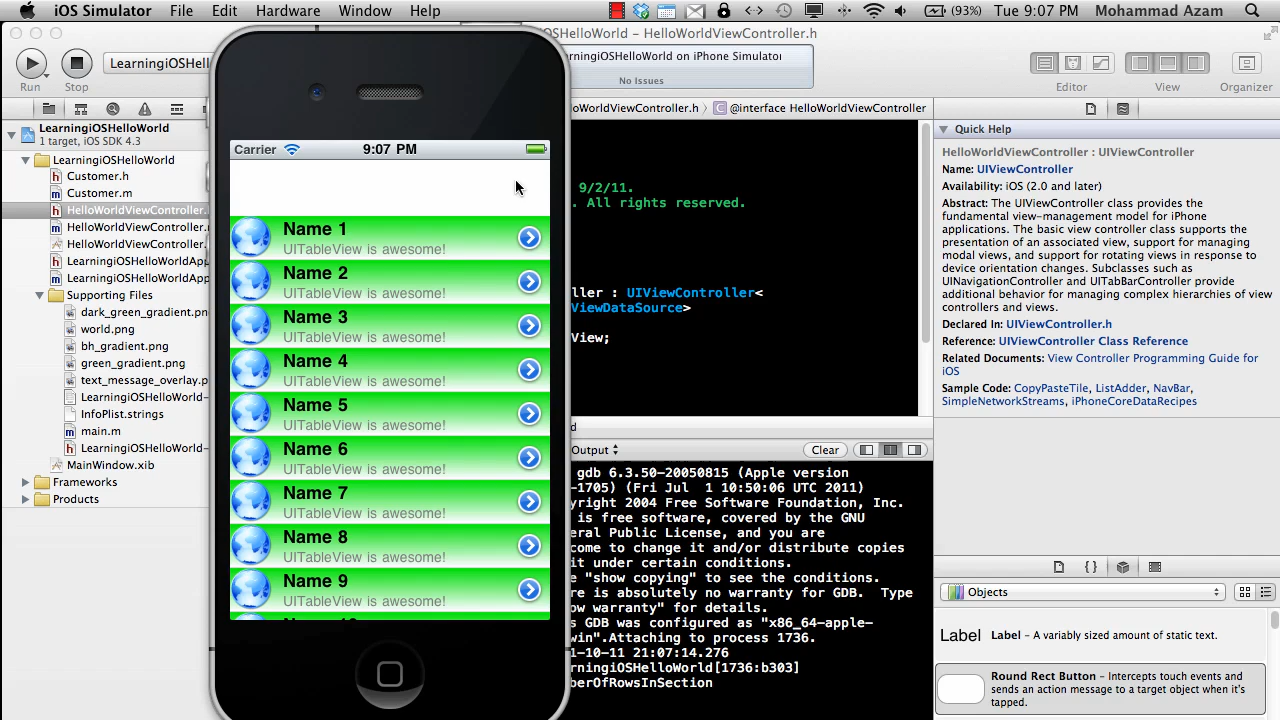 iOS Simulator File Edit Hardware Window Help (93%) Tue 9:07 PM Mohammad Azam
OSHelloWorld – HelloWorldViewController.h
Run Stop LearningiOSHell
earningiOSHelloWorld on iPhone Simulator
No Issues
Editor View Organizer
LearningiOSHelloWorld
1 target, iOS SDK 4.3
LearningiOSHelloWorld
Customer.h
Customer.m
HelloWorldViewController.h
HelloWorldViewController.
HelloWorldViewController.
LearningiOSHelloWorldApp
LearningiOSHelloWorldApp
Supporting Files
dark_green_gradient.pn
world.png
bh_gradient.png
green_gradient.png
text_message_overlay.p
LearningiOSHelloWorld-
InfoPlist.strings
main.m
LearningiOSHelloWorld-
MainWindow.xib
Frameworks
Products
Carrier 9:07 PM
Name 1
UITableView is awesome!
Name 2
UITableView is awesome!
Name 3
UITableView is awesome!
Name 4
UITableView is awesome!
Name 5
UITableView is awesome!
Name 6
UITableView is awesome!
Name 7
UITableView is awesome!
Name 8
UITableView is awesome!
Name 9
UITableView is awesome!
oWorldViewController.h @interface HelloWorldViewController
9/2/11.
. All rights reserved.
ller : UIViewController<
ViewDataSource>
View;
d
Output Clear
gdb 6.3.50-20050815 (Apple version
-1705) (Fri Jul 1 10:50:06 UTC 2011)
yright 2004 Free Software Foundation, Inc.
is free software, covered by the GNU
eral Public License, and you are
come to change it and/or distribute copies
it under certain conditions.
e "show copying" to see the conditions.
re is absolutely no warranty for GDB. Type
ow warranty" for details.
s GDB was configured as "x86_64-apple-
win".Attaching to process 1736.
1-10-11 21:07:14.276
rningiOSHelloWorld[1736:b303]
berOfRowsInSection
Quick Help
HelloWorldViewController : UIViewController
Name: UIViewController
Availability: iOS (2.0 and later)
Abstract: The UIViewController class provides the
fundamental view-management model for iPhone
applications. The basic view controller class supports
the presentation of an associated view, support for managing
modal views, and support for rotating views in response to
device orientation changes. Subclasses such as
UINavigationController and UITabBarController provide
additional behavior for managing complex hierarchies of view
controllers and views.
Declared In: UIViewController.h
Reference: UIViewController Class Reference
Related Documents: View Controller Programming Guide for
iOS
Sample Code: CopyPasteTile, ListAdder, NavBar,
SimpleNetworkStreams, iPhoneCoreDataRecipes
Objects
Label Label – A variably sized amount of static text.
Round Rect Button – Intercepts touch events and
sends an action message to a target object when it's
tapped.